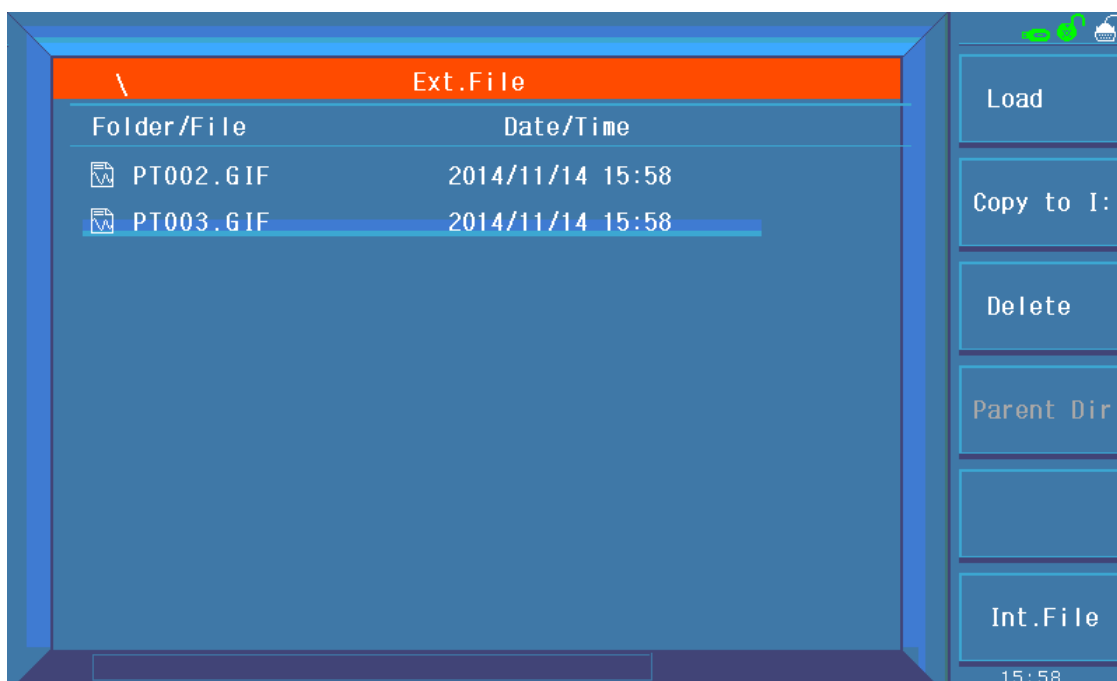 \ Ext.File
Folder/File Date/Time
PT002.GIF 2014/11/14 15:58
PT003.GIF 2014/11/14 15:58
Load
Copy to I:
Delete
Parent Dir
Int.File
15:58